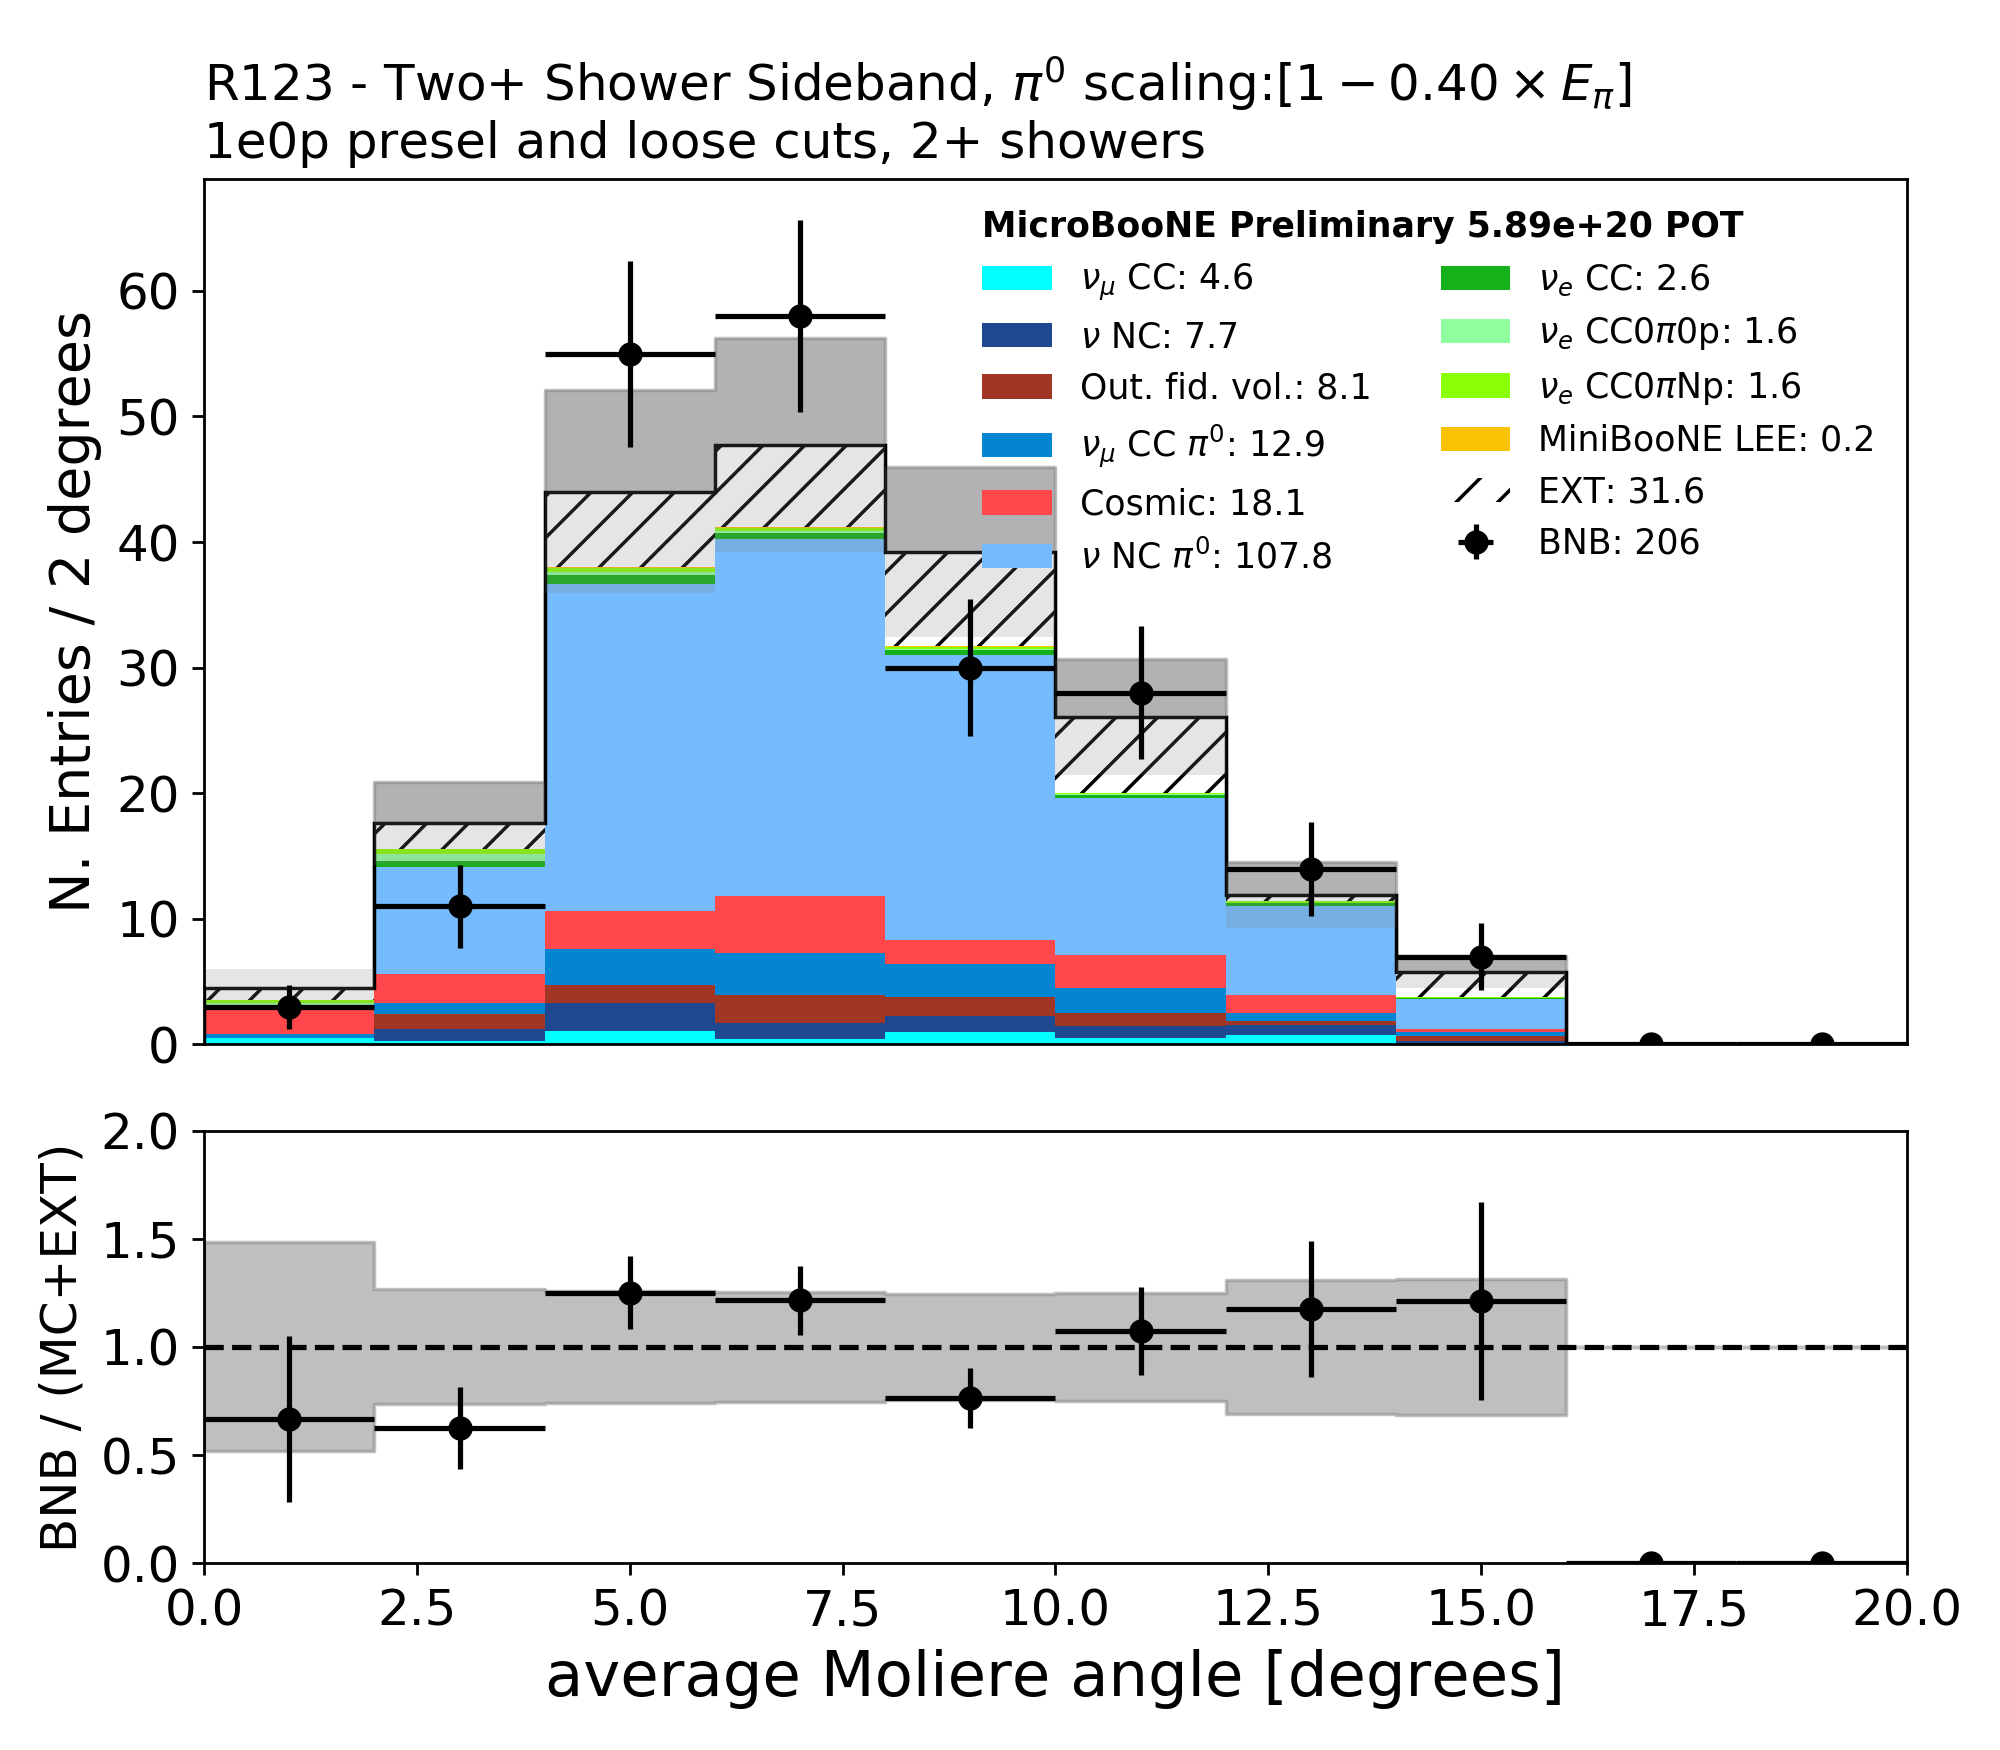 R123 - Two+ Shower Sideband, π⁰ scaling:[1 − 0.40 × E_π]
1e0p presel and loose cuts, 2+ showers
MicroBooNE Preliminary 5.89e+20 POT
ν_μ CC: 4.6
ν NC: 7.7
Out. fid. vol.: 8.1
ν_μ CC π⁰: 12.9
Cosmic: 18.1
ν NC π⁰: 107.8
ν_e CC: 2.6
ν_e CC0π0p: 1.6
ν_e CC0πNp: 1.6
MiniBooNE LEE: 0.2
EXT: 31.6
BNB: 206
N. Entries / 2 degrees
60
50
40
30
20
10
0
BNB / (MC+EXT)
2.0
1.5
1.0
0.5
0.0
0.0 2.5 5.0 7.5 10.0 12.5 15.0 17.5 20.0
average Moliere angle [degrees]